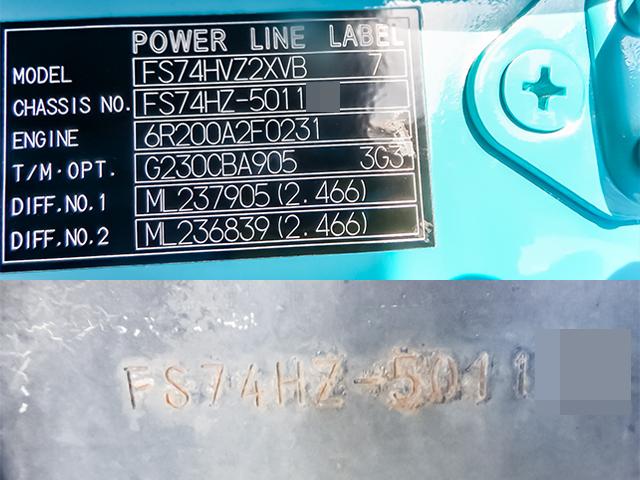 POWER LINE LABEL
MODEL FS74HVZ2XVB 7
CHASSIS NO. FS74HZ-5011
ENGINE 6R200A2F0231
T/M·OPT. G230CBA905 3G3
DIFF.NO.1 ML237905(2.466)
DIFF.NO.2 ML236839(2.466)
FS74HZ-5011